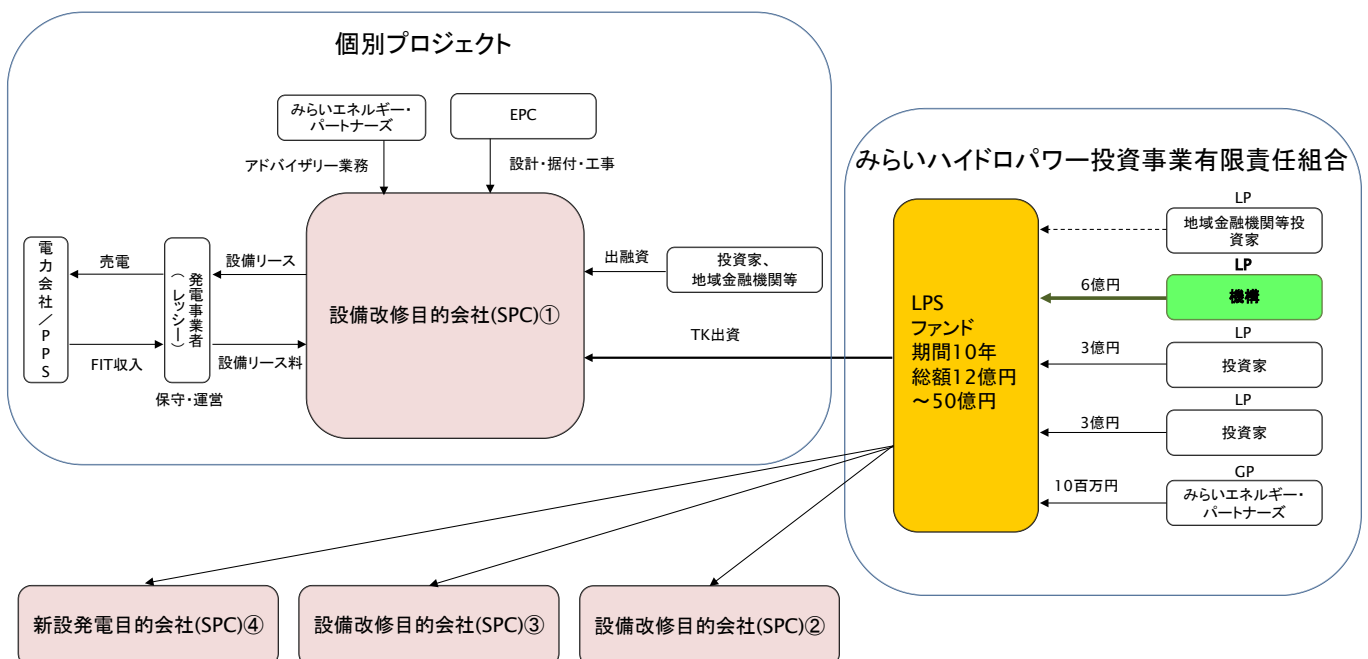 個別プロジェクト
みらいエネルギー・
パートナーズ
EPC
アドバイザリー業務
設計・据付・工事
電力会社／PPS
売電
FIT収入
発電事業者
(レッシー)
保守・運営
設備リース
設備リース料
設備改修目的会社(SPC)①
出融資
投資家、
地域金融機関等
TK出資
みらいハイドロパワー投資事業有限責任組合
LPS
ファンド
期間10年
総額12億円
～50億円
LP
地域金融機関等投
資家
LP
6億円
機構
LP
3億円
投資家
LP
3億円
投資家
GP
10百万円
みらいエネルギー・
パートナーズ
新設発電目的会社(SPC)④
設備改修目的会社(SPC)③
設備改修目的会社(SPC)②